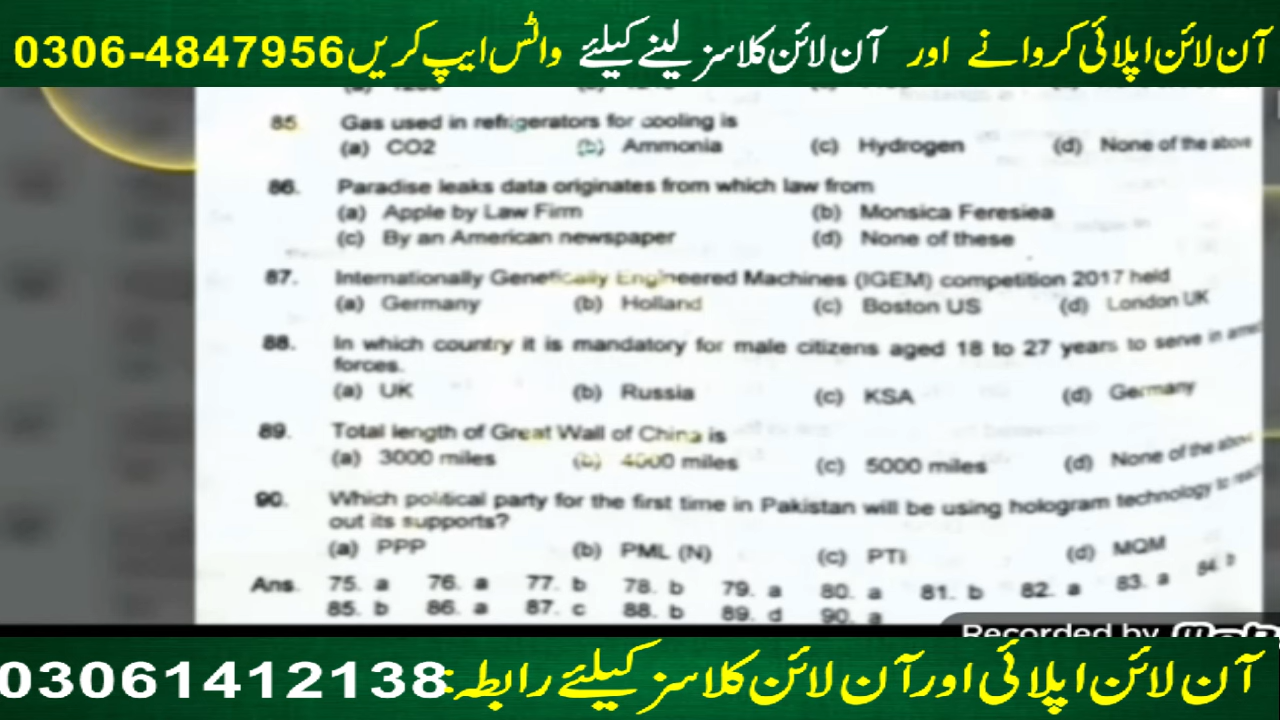 آن لائن اپلائی کروانے اور آن لائن کلاسز لینے کیلئے واٹس ایپ کریں 0306-4847956
85. Gas used in refrigerators for cooling is
(a) CO2 (b) Ammonia (c) Hydrogen (d) None of the above
86. Paradise leaks data originates from which law from
(a) Apple by Law Firm (b) Monsica Feresiea
(c) By an American newspaper (d) None of these
87. Internationally Genetically Engineered Machines (IGEM) competition 2017 held
(a) Germany (b) Holland (c) Boston US (d) London UK
88. In which country it is mandatory for male citizens aged 18 to 27 years to serve in
forces.
(a) UK (b) Russia (c) KSA (d) Germany
89. Total length of Great Wall of China is
(a) 3000 miles (b) 4000 miles (c) 5000 miles (d) None of the above
90. Which political party for the first time in Pakistan will be using hologram technology to
out its supports?
(a) PPP (b) PML (N) (c) PTI (d) MQM
Ans. 75. a 76. a 77. b 78. b 79. a 80. a 81. b 82. a 83. a 84. b
85. b 86. a 87. c 88. b 89. d 90. a
Recorded by
آن لائن اپلائی اور آن لائن کلاسز کیلئے رابطہ: 03061412138